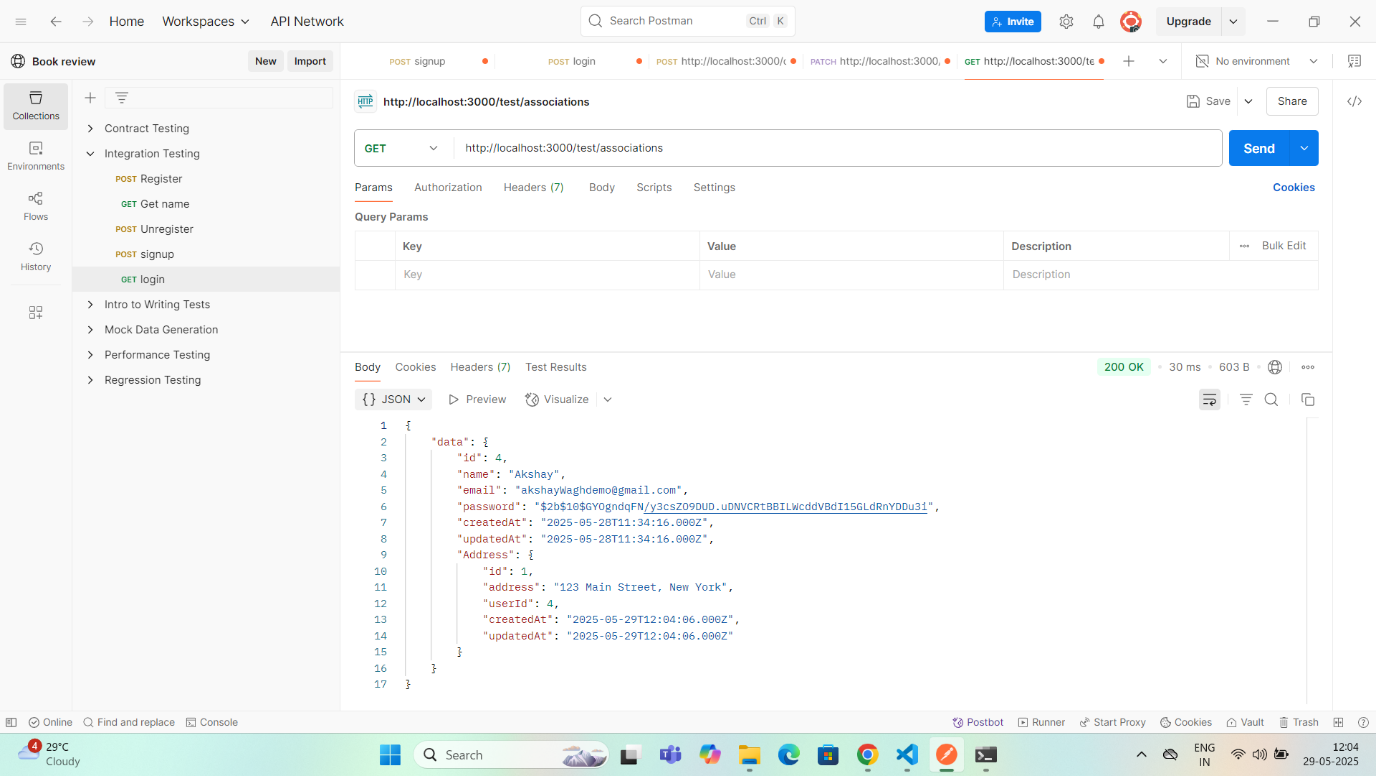 Home Workspaces API Network Search Postman Ctrl K Invite Upgrade
Book review New Import POST signup POST login POST http://localhost:3000/ PATCH http://localhost:3000, GET http://localhost:3000/te No environment
Collections
Environments
Flows
History
Contract Testing
Integration Testing
POST Register
GET Get name
POST Unregister
POST signup
GET login
Intro to Writing Tests
Mock Data Generation
Performance Testing
Regression Testing
HTTP http://localhost:3000/test/associations Save Share
GET http://localhost:3000/test/associations Send
Params Authorization Headers (7) Body Scripts Settings Cookies
Query Params
Key Value Description Bulk Edit
Key Value Description
Body Cookies Headers (7) Test Results 200 OK 30 ms 603 B
{} JSON Preview Visualize
1 {
2 "data": {
3 "id": 4,
4 "name": "Akshay",
5 "email": "akshayWaghdemo@gmail.com",
6 "password": "$2b$10$GYOgndqFN/y3csZO9DUD.uDNVCRtBBILWcddVBdI15GLdRnYDDu3i",
7 "createdAt": "2025-05-28T11:34:16.000Z",
8 "updatedAt": "2025-05-28T11:34:16.000Z",
9 "Address": {
10 "id": 1,
11 "address": "123 Main Street, New York",
12 "userId": 4,
13 "createdAt": "2025-05-29T12:04:06.000Z",
14 "updatedAt": "2025-05-29T12:04:06.000Z"
15 }
16 }
17 }
Online Find and replace Console Postbot Runner Start Proxy Cookies Vault Trash
4 29°C
Cloudy
Search
ENG
IN
12:04
29-05-2025